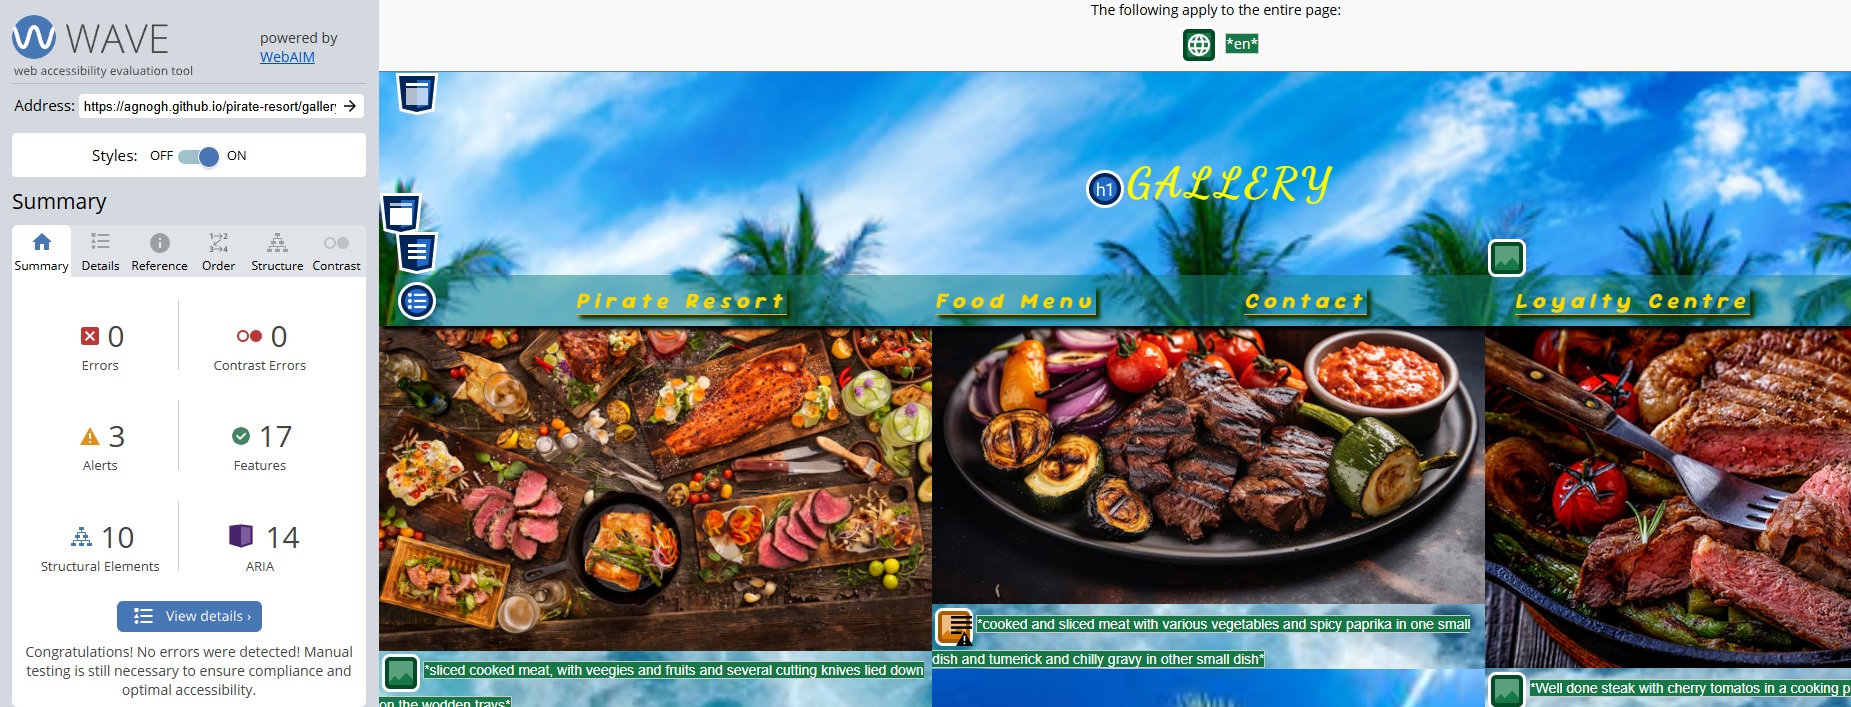 WAVE
web accessibility evaluation tool
powered by
WebAIM
Address: https://agnogh.github.io/pirate-resort/galler
Styles: OFF ON
Summary
1 2
3 4
Summary Details Reference Order Structure Contrast
0
Errors
0
Contrast Errors
3
Alerts
17
Features
10
Structural Elements
14
ARIA
View details ›
Congratulations! No errors were detected! Manual
testing is still necessary to ensure compliance and
optimal accessibility.
The following apply to the entire page:
*en*
h1 GALLERY
Pirate Resort Food Menu Contact Loyalty Centre
*sliced cooked meat, with veegies and fruits and several cutting knives lied down
on the wodden trays*
*cooked and sliced meat with various vegetables and spicy paprika in one small
dish and tumerick and chilly gravy in other small dish*
*Well done steak with cherry tomatos in a cooking p